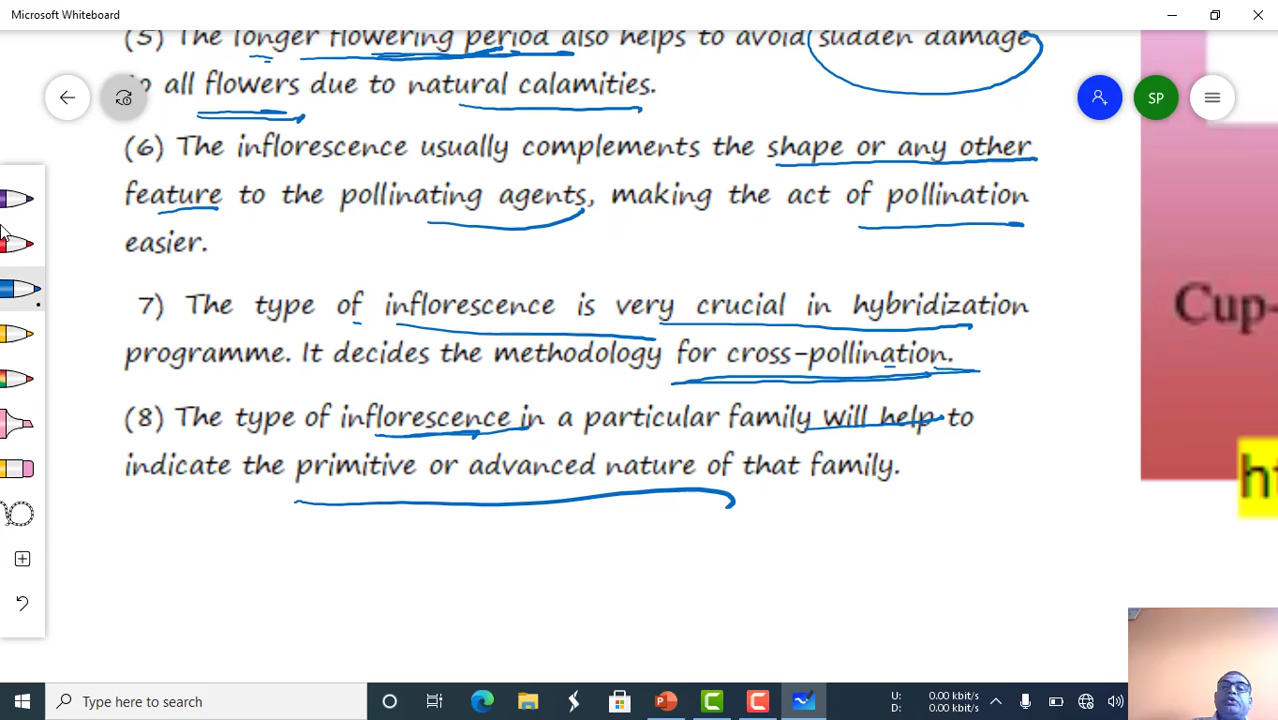 Microsoft Whiteboard
(5) The longer flowering period also helps to avoid sudden damage
to all flowers due to natural calamities.
SP
(6) The inflorescence usually complements the shape or any other
feature to the pollinating agents, making the act of pollination
easier.
7) The type of inflorescence is very crucial in hybridization
programme. It decides the methodology for cross-pollination.
Cup-
(8) The type of inflorescence in a particular family will help to
indicate the primitive or advanced nature of that family.
Type here to search
U: 0.00 kbit/s
D: 0.00 kbit/s